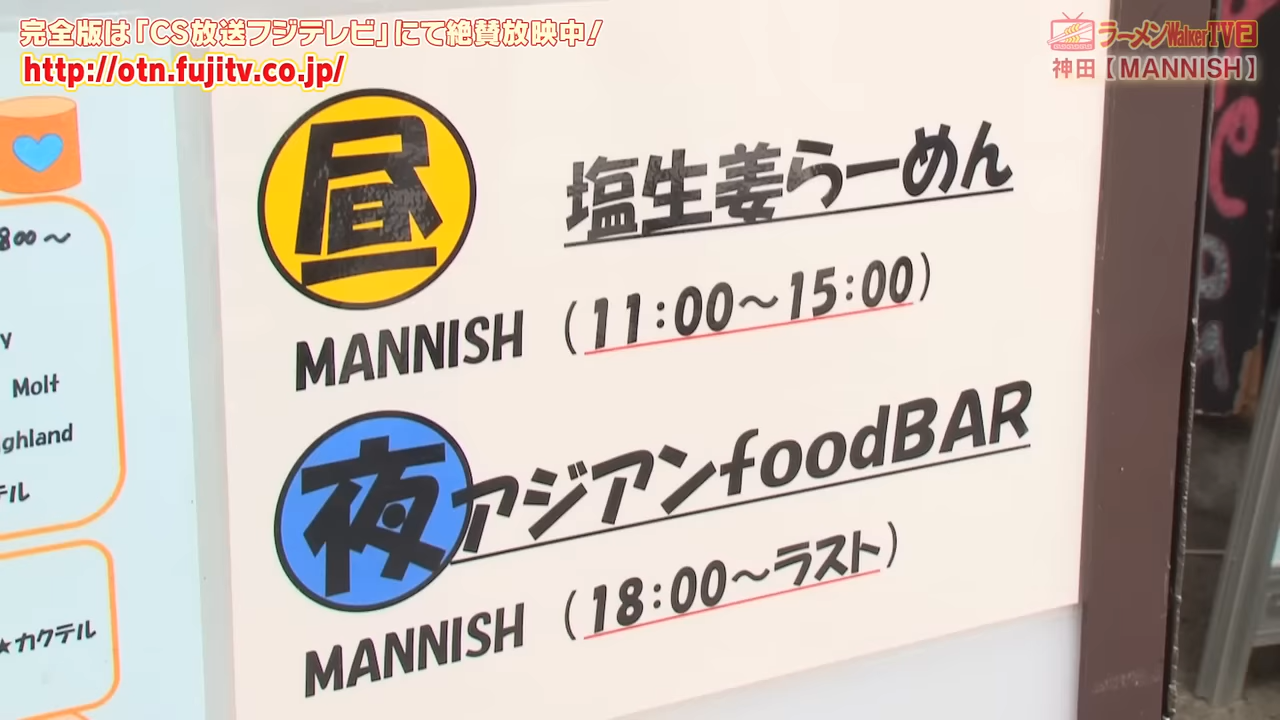 完全版は「CS放送フジテレビ」にて絶賛放映中!
http://otn.fujitv.co.jp/
ラーメンWalkerTV2
神田【MANNISH】
昼
塩生姜らーめん
MANNISH (11:00～15:00)
夜
アジアンfoodBAR
MANNISH (18:00～ラスト)
800～
Molt
ghland
テル
★カクテル